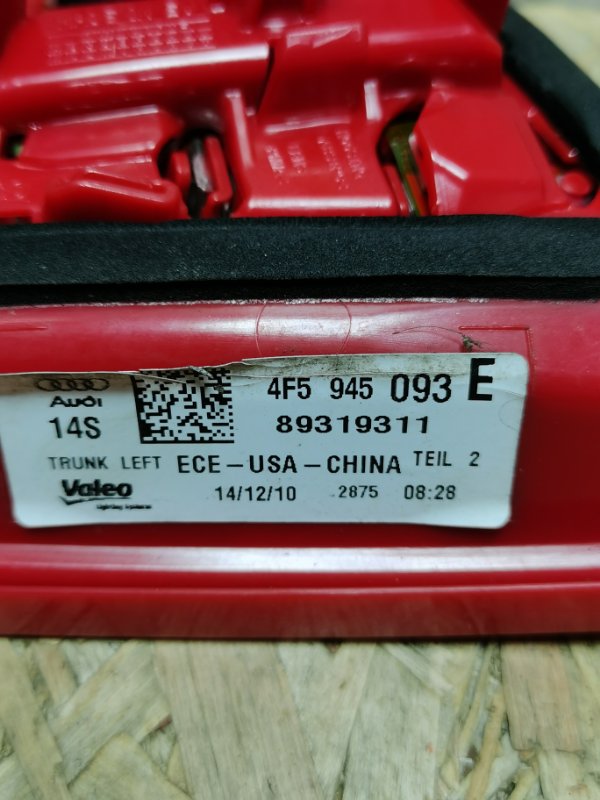 4F5 945 093 E
Audi
14S
89319311
TRUNK LEFT ECE-USA-CHINA TEIL 2
Valeo
14/12/10 2875 08:28